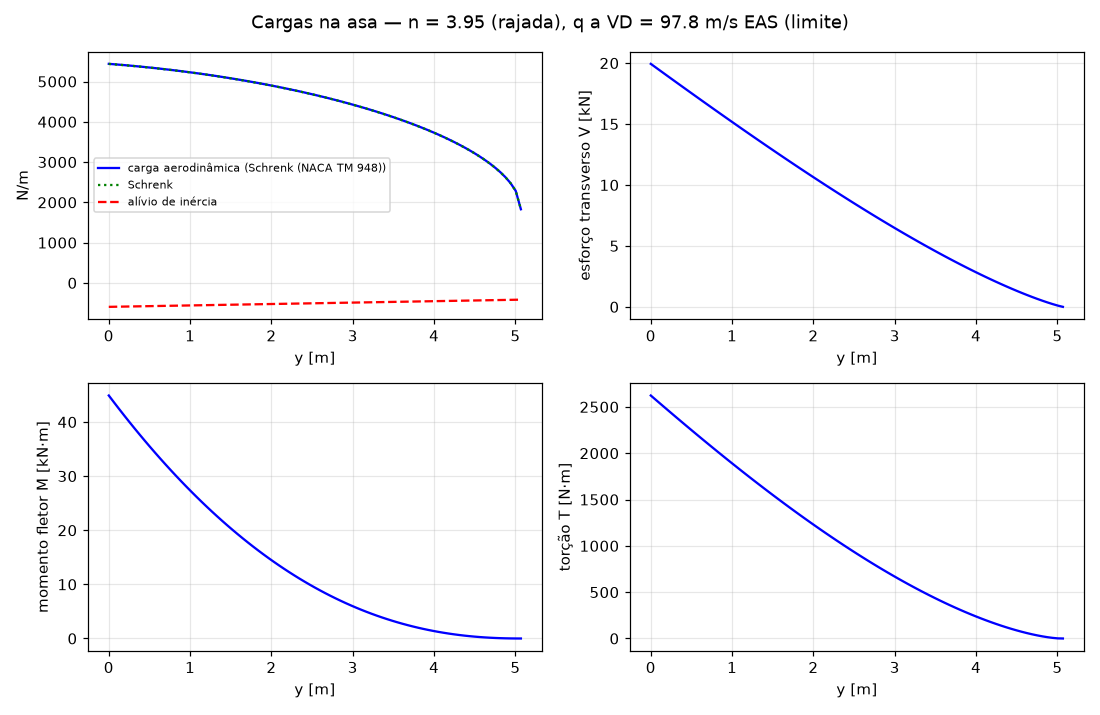 Cargas na asa — n = 3.95 (rajada), q a VD = 97.8 m/s EAS (limite)
N/m
5000
4000
3000
2000
1000
0
carga aerodinâmica (Schrenk (NACA TM 948))
Schrenk
alívio de inércia
0 1 2 3 4 5
y [m]
esforço transverso V [kN]
20
15
10
5
0
0 1 2 3 4 5
y [m]
momento fletor M [kN·m]
40
30
20
10
0
0 1 2 3 4 5
y [m]
torção T [N·m]
2500
2000
1500
1000
500
0
0 1 2 3 4 5
y [m]